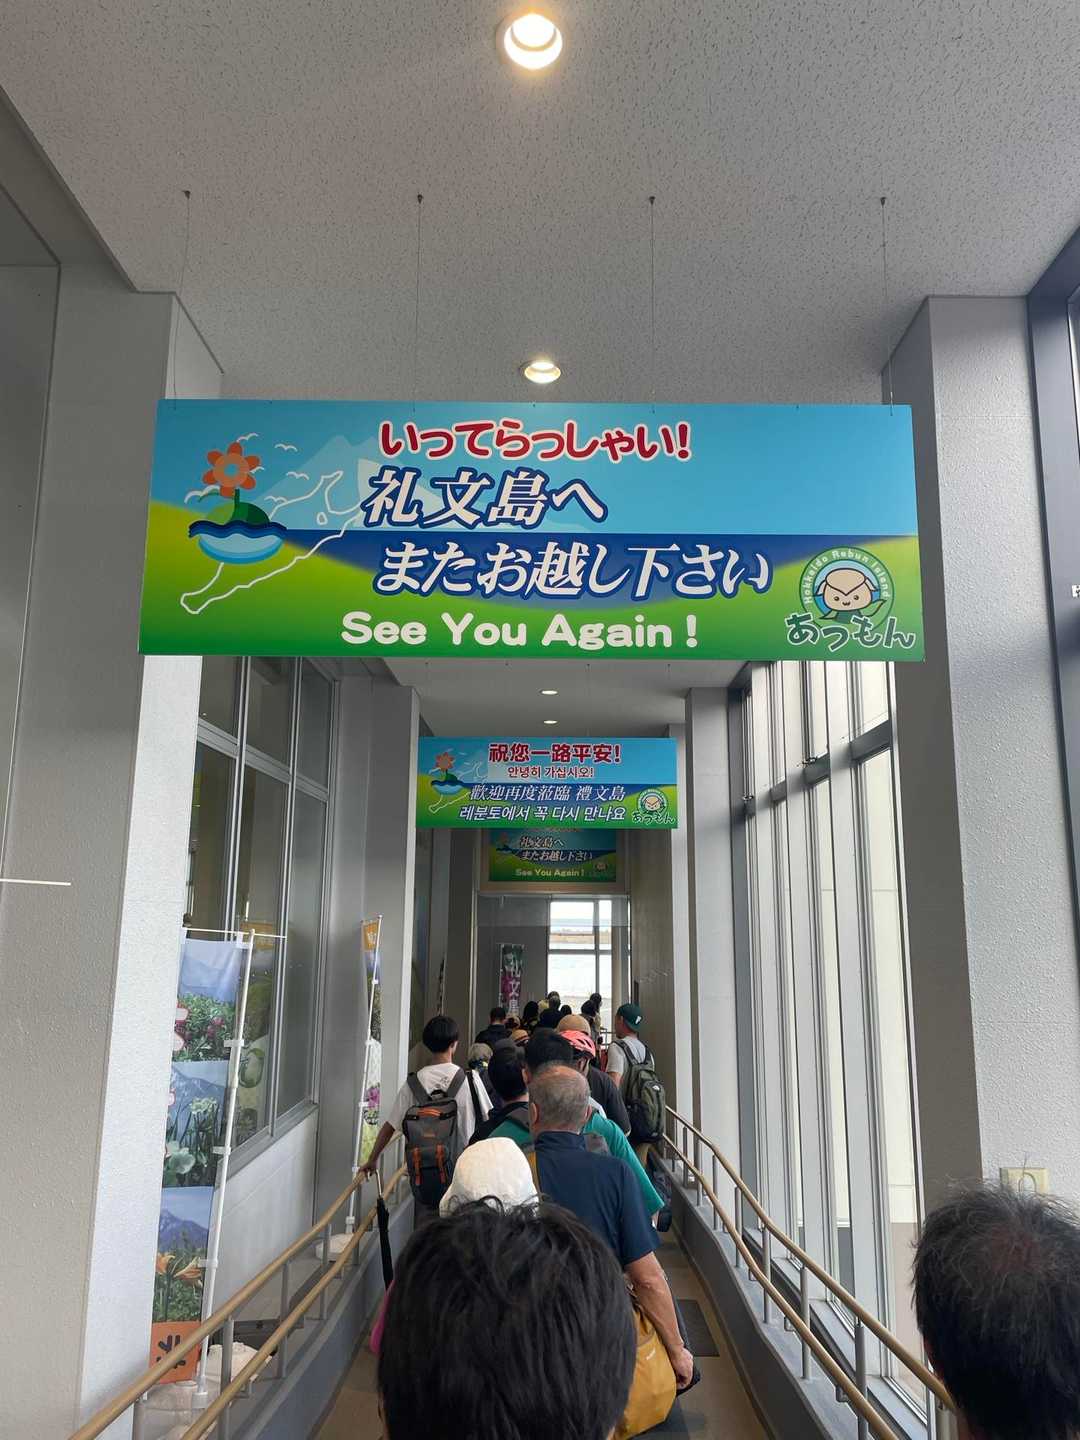 いってらっしゃい!
礼文島へ
またお越し下さい
See You Again !
Hokkaido Rebun Island
あつもん
祝您一路平安!
안녕히 가십시오!
歡迎再度蒞臨 禮文島
레분토에서 꼭 다시 만나요
あつもん
礼文島へ
またお越し下さい
See You Again !
礼文島